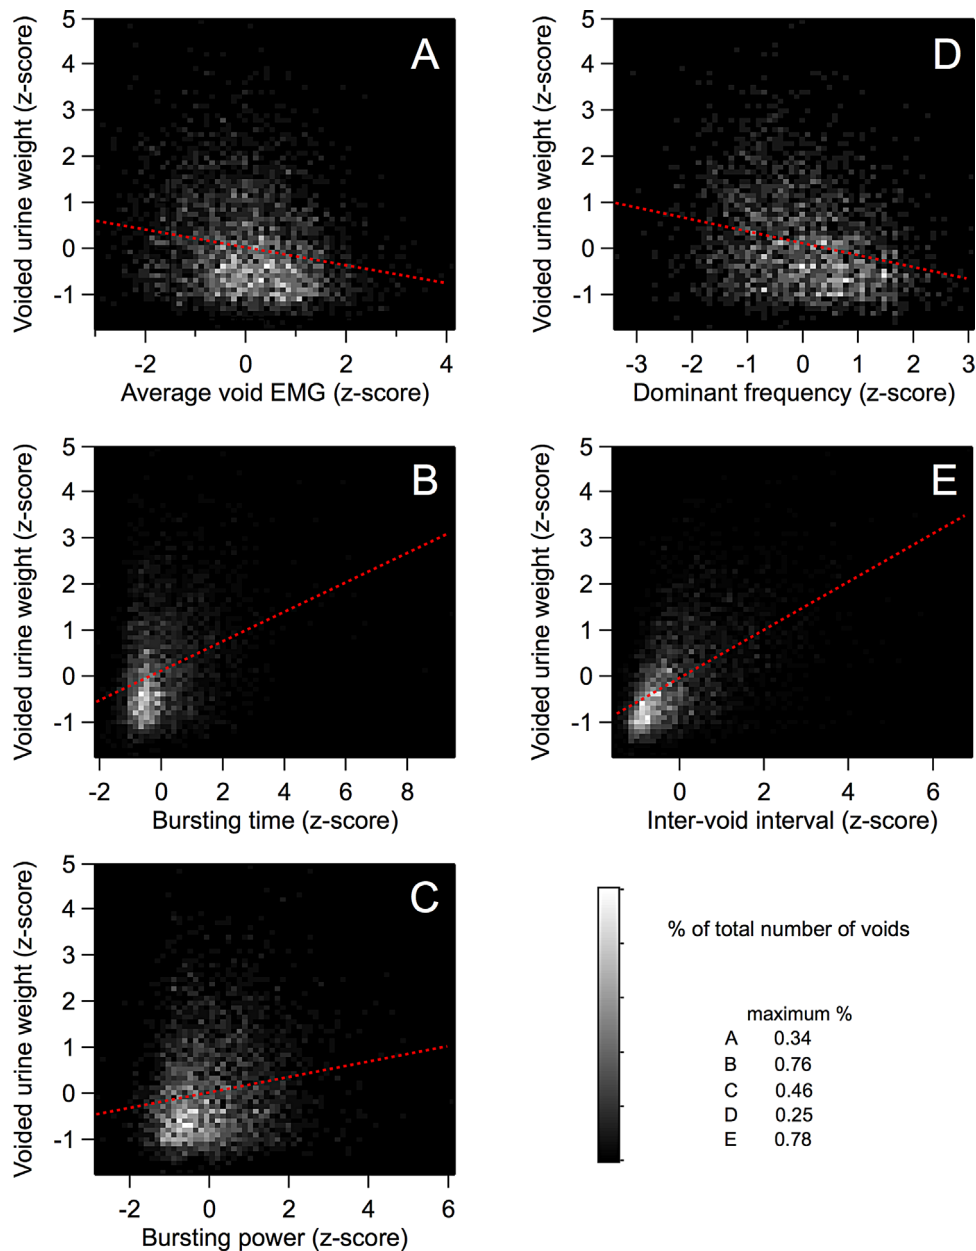 A
Voided urine weight (z-score)
5
4
3
2
1
0
-1
-2 0 2 4
Average void EMG (z-score)
D
Voided urine weight (z-score)
5
4
3
2
1
0
-1
-3 -2 -1 0 1 2 3
Dominant frequency (z-score)
B
Voided urine weight (z-score)
5
4
3
2
1
0
-1
-2 0 2 4 6 8
Bursting time (z-score)
E
Voided urine weight (z-score)
5
4
3
2
1
0
-1
0 2 4 6
Inter-void interval (z-score)
C
Voided urine weight (z-score)
5
4
3
2
1
0
-1
-2 0 2 4 6
Bursting power (z-score)
% of total number of voids
maximum %
A 0.34
B 0.76
C 0.46
D 0.25
E 0.78